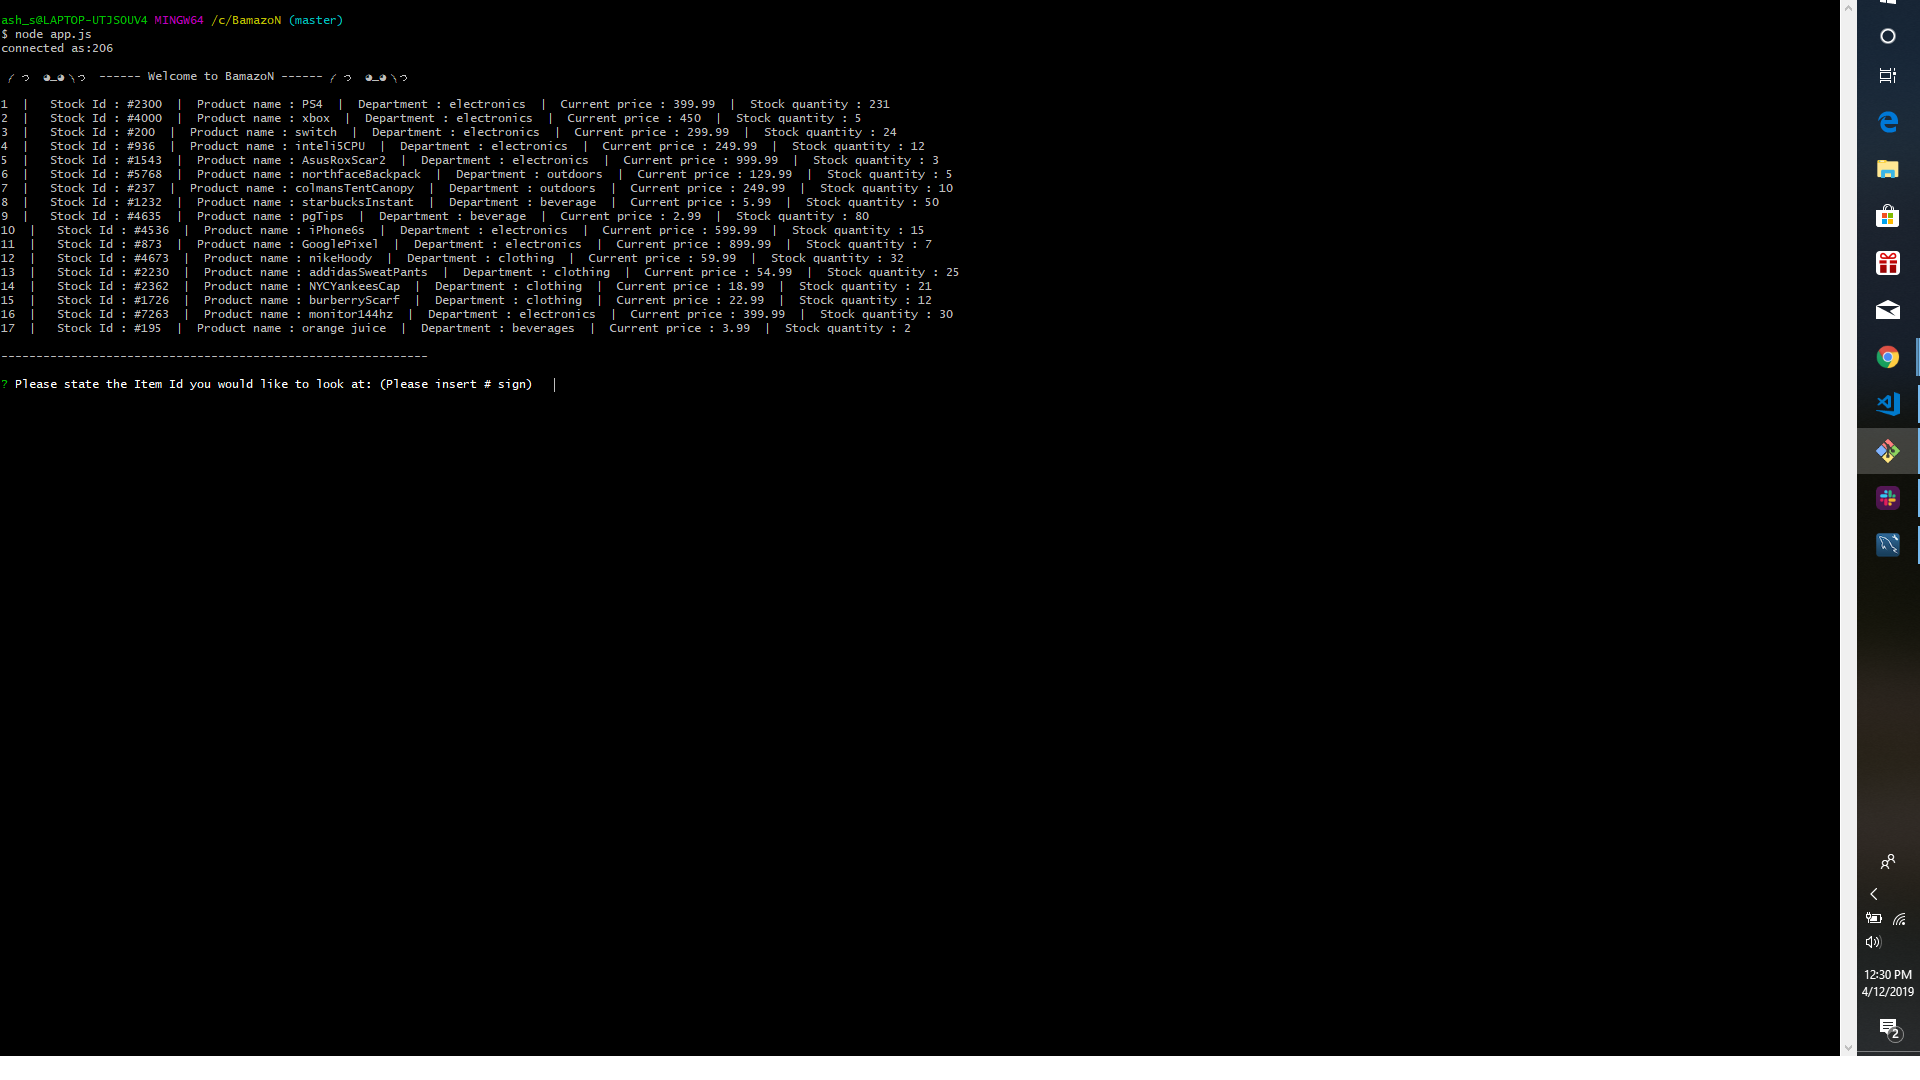 ash_s@LAPTOP-UTJSOUV4 MINGW64 /c/BamazoN (master)
$ node app.js
connected as:206
------ Welcome to BamazoN ------
1  |   Stock Id : #2300  |  Product name : PS4  |  Department : electronics  |  Current price : 399.99  |  Stock quantity : 231
2  |   Stock Id : #4000  |  Product name : xbox  |  Department : electronics  |  Current price : 450  |  Stock quantity : 5
3  |   Stock Id : #200  |  Product name : switch  |  Department : electronics  |  Current price : 299.99  |  Stock quantity : 24
4  |   Stock Id : #936  |  Product name : inteli5CPU  |  Department : electronics  |  Current price : 249.99  |  Stock quantity : 12
5  |   Stock Id : #1543  |  Product name : AsusRoxScar2  |  Department : electronics  |  Current price : 999.99  |  Stock quantity : 3
6  |   Stock Id : #5768  |  Product name : northfaceBackpack  |  Department : outdoors  |  Current price : 129.99  |  Stock quantity : 5
7  |   Stock Id : #237  |  Product name : colmansTentCanopy  |  Department : outdoors  |  Current price : 249.99  |  Stock quantity : 10
8  |   Stock Id : #1232  |  Product name : starbucksInstant  |  Department : beverage  |  Current price : 5.99  |  Stock quantity : 50
9  |   Stock Id : #4635  |  Product name : pgTips  |  Department : beverage  |  Current price : 2.99  |  Stock quantity : 80
10  |   Stock Id : #4536  |  Product name : iPhone6s  |  Department : electronics  |  Current price : 599.99  |  Stock quantity : 15
11  |   Stock Id : #873  |  Product name : GooglePixel  |  Department : electronics  |  Current price : 899.99  |  Stock quantity : 7
12  |   Stock Id : #4673  |  Product name : nikeHoody  |  Department : clothing  |  Current price : 59.99  |  Stock quantity : 32
13  |   Stock Id : #2230  |  Product name : addidasSweatPants  |  Department : clothing  |  Current price : 54.99  |  Stock quantity : 25
14  |   Stock Id : #2362  |  Product name : NYCYankeesCap  |  Department : clothing  |  Current price : 18.99  |  Stock quantity : 21
15  |   Stock Id : #1726  |  Product name : burberryScarf  |  Department : clothing  |  Current price : 22.99  |  Stock quantity : 12
16  |   Stock Id : #7263  |  Product name : monitor144hz  |  Department : electronics  |  Current price : 399.99  |  Stock quantity : 30
17  |   Stock Id : #195  |  Product name : orange juice  |  Department : beverages  |  Current price : 3.99  |  Stock quantity : 2
-------------------------------------------------------------
? Please state the Item Id you would like to look at: (Please insert # sign)
12:30 PM
4/12/2019
2